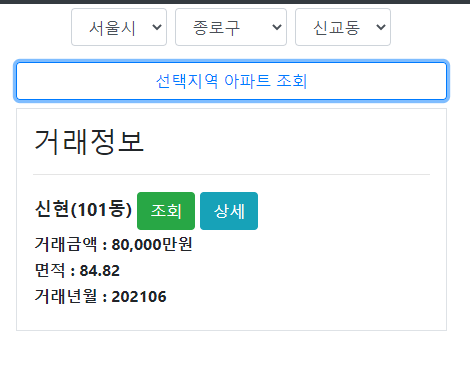 서울시 종로구 신교동
선택지역 아파트 조회
거래정보
신현(101동) 조회 상세
거래금액 : 80,000만원
면적 : 84.82
거래년월 : 202106